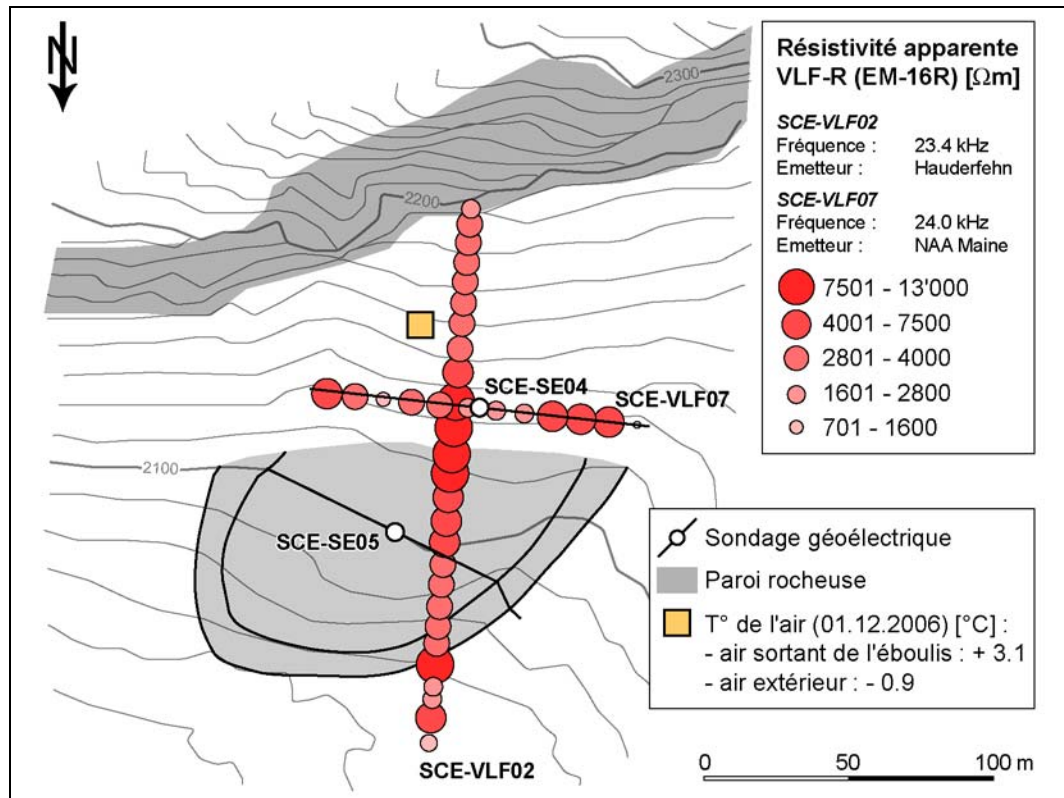 N
2300
2200
2100
SCE-SE04
SCE-VLF07
SCE-SE05
SCE-VLF02
Résistivité apparente
VLF-R (EM-16R) [Ωm]
SCE-VLF02
Fréquence : 23.4 kHz
Emetteur : Hauderfehn
SCE-VLF07
Fréquence : 24.0 kHz
Emetteur : NAA Maine
7501 - 13'000
4001 - 7500
2801 - 4000
1601 - 2800
701 - 1600
Sondage géoélectrique
Paroi rocheuse
T° de l'air (01.12.2006) [°C] :
- air sortant de l'éboulis : + 3.1
- air extérieur : - 0.9
0 50 100 m